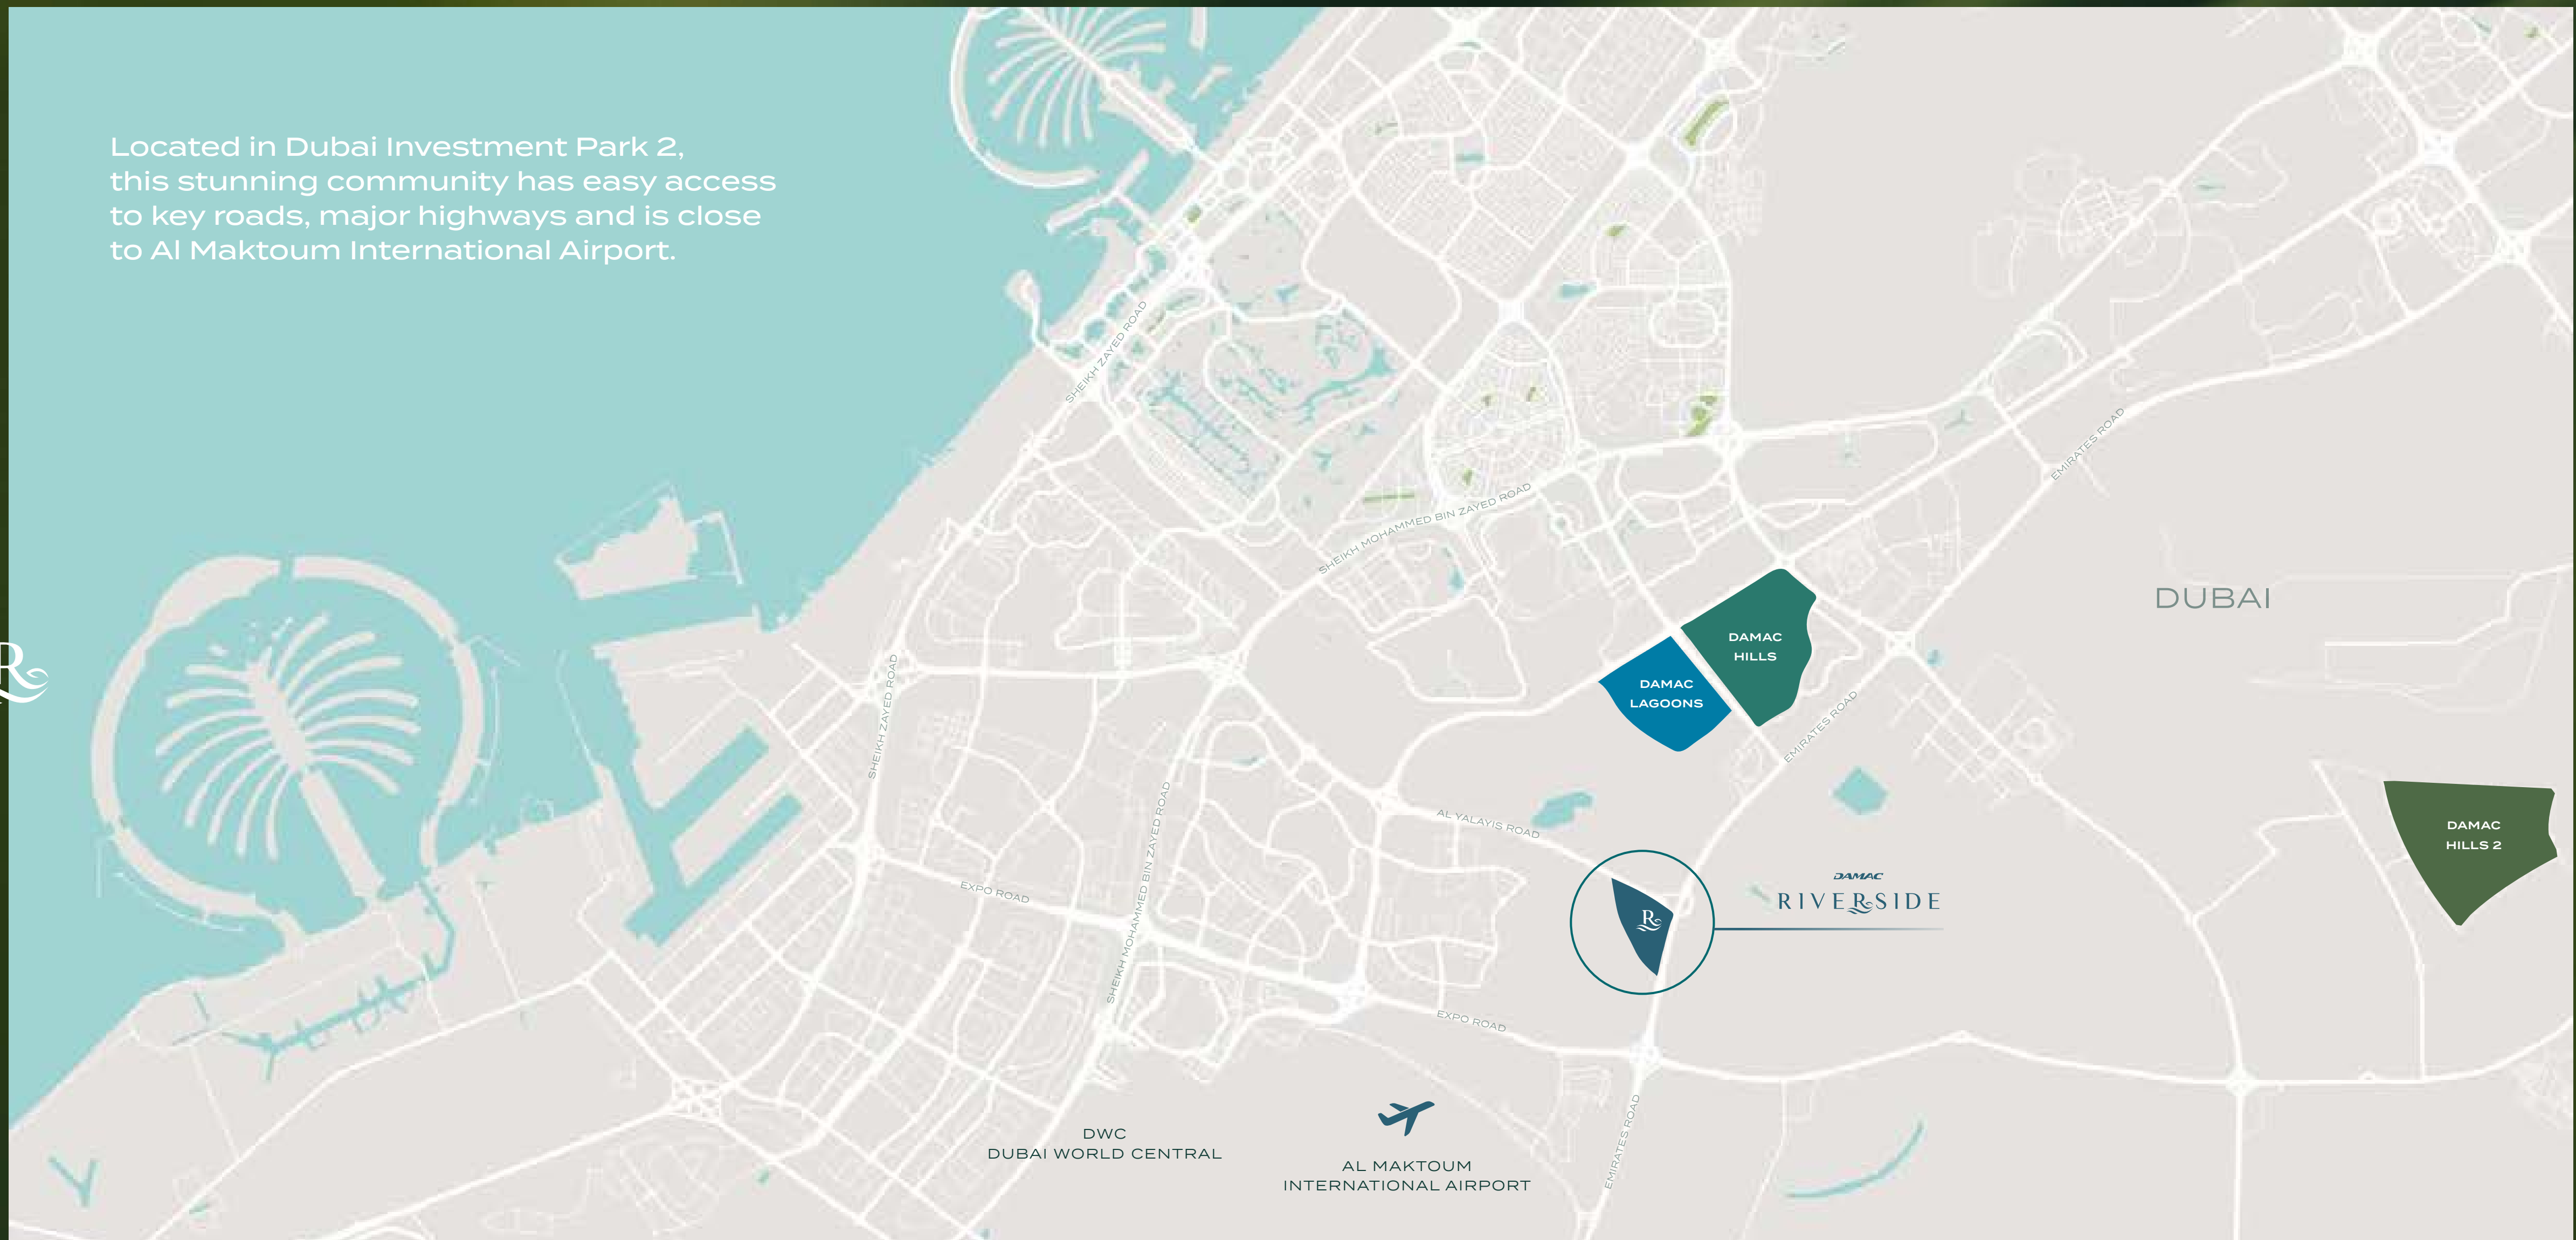 Located in Dubai Investment Park 2,
this stunning community has easy access
to key roads, major highways and is close
to Al Maktoum International Airport.
SHEIKH ZAYED ROAD
SHEIKH MOHAMMED BIN ZAYED ROAD
EMIRATES ROAD
DUBAI
DAMAC
HILLS
DAMAC
LAGOONS
SHEIKH ZAYED ROAD
EMIRATES ROAD
SHEIKH MOHAMMED BIN ZAYED ROAD
AL YALAYIS ROAD
DAMAC
HILLS 2
EXPO ROAD
DAMAC
RIVERSIDE
R
R
EXPO ROAD
EMIRATES ROAD
DWC
DUBAI WORLD CENTRAL
AL MAKTOUM
INTERNATIONAL AIRPORT